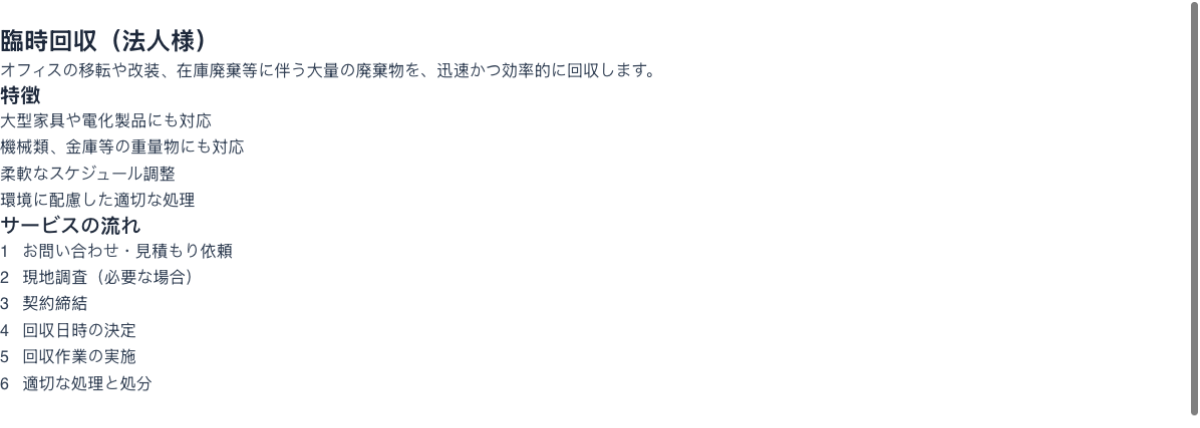 臨時回収（法人様）
オフィスの移転や改装、在庫廃棄等に伴う大量の廃棄物を、迅速かつ効率的に回収します。
特徴
大型家具や電化製品にも対応
機械類、金庫等の重量物にも対応
柔軟なスケジュール調整
環境に配慮した適切な処理
サービスの流れ
1 お問い合わせ・見積もり依頼
2 現地調査（必要な場合）
3 契約締結
4 回収日時の決定
5 回収作業の実施
6 適切な処理と処分